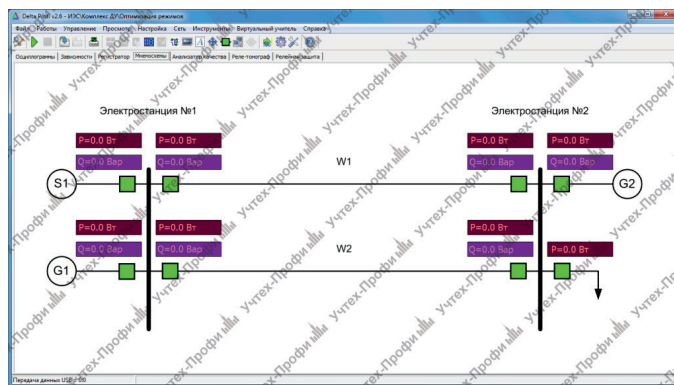 Delta Profi v2.6 - ИЭС\Комплекс ДУ\Оптимизация режимов
Файл Работы Управление Просмотр Настройка Сеть Инструменты Виртуальный учитель Справка
Осциллограммы Зависимости Регистратор Мнемосхемы Анализатор качества Реле-томограф Релейная защита
Электростанция №1 Электростанция №2
P=0.0 Вт P=0.0 Вт P=0.0 Вт P=0.0 Вт
Q=0.0 Вар Q=0.0 Вар W1 Q=0.0 Вар Q=0.0 Вар
S1 G2
P=0.0 Вт P=0.0 Вт P=0.0 Вт
Q=0.0 Вар Q=0.0 Вар W2 Q=0.0 Вар P=0.0 Вт
G1
Передача данных USB
Учтех-Профи